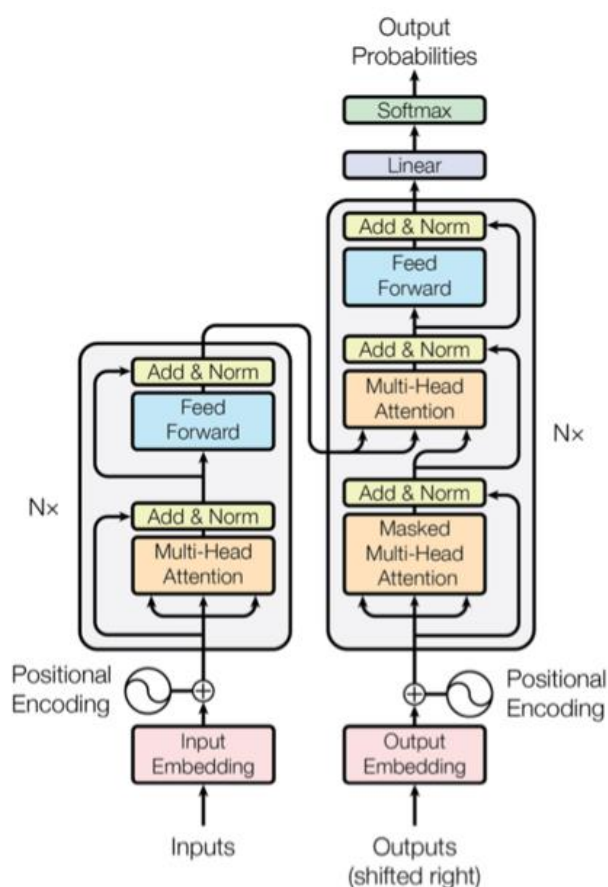 Output
Probabilities
Softmax
Linear
Add & Norm
Feed
Forward
Add & Norm
Multi-Head
Attention
Add & Norm
Masked
Multi-Head
Attention
N×
Add & Norm
Feed
Forward
Add & Norm
Multi-Head
Attention
N×
Positional
Encoding
Positional
Encoding
Input
Embedding
Output
Embedding
Inputs
Outputs
(shifted right)